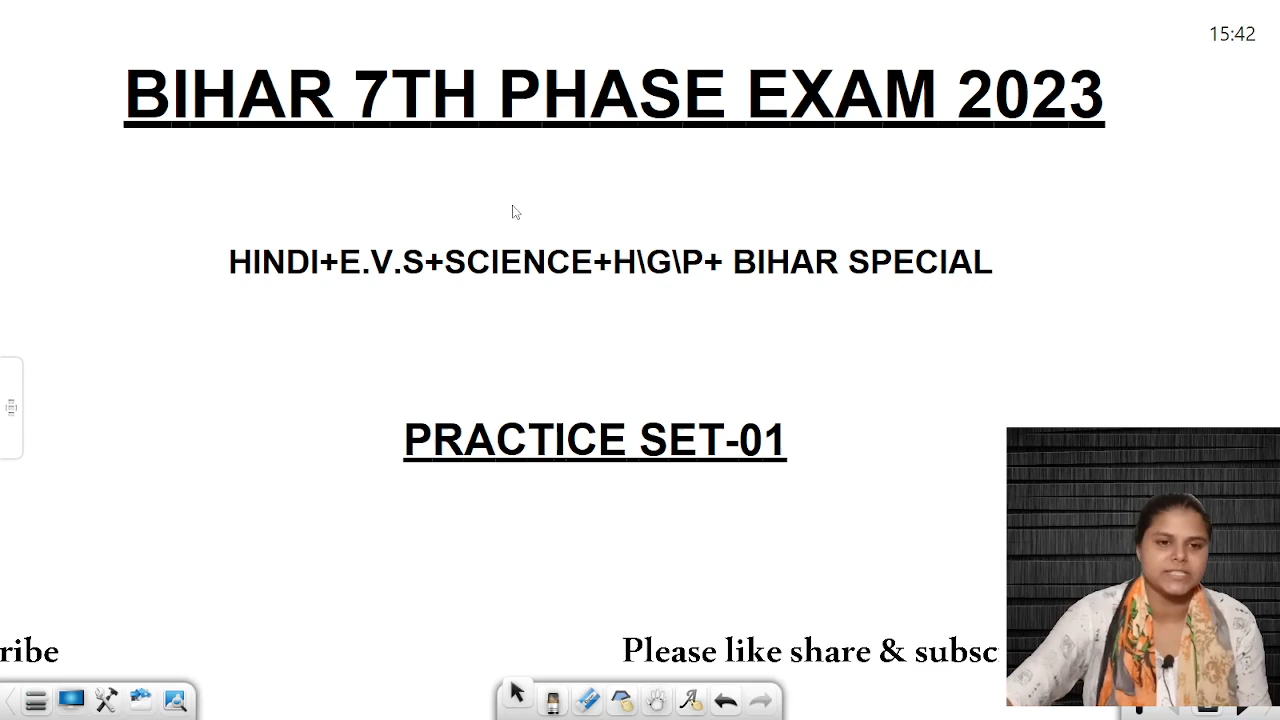 15:42
BIHAR 7TH PHASE EXAM 2023
HINDI+E.V.S+SCIENCE+H\G\P+ BIHAR SPECIAL
PRACTICE SET-01
ribe Please like share & subsc